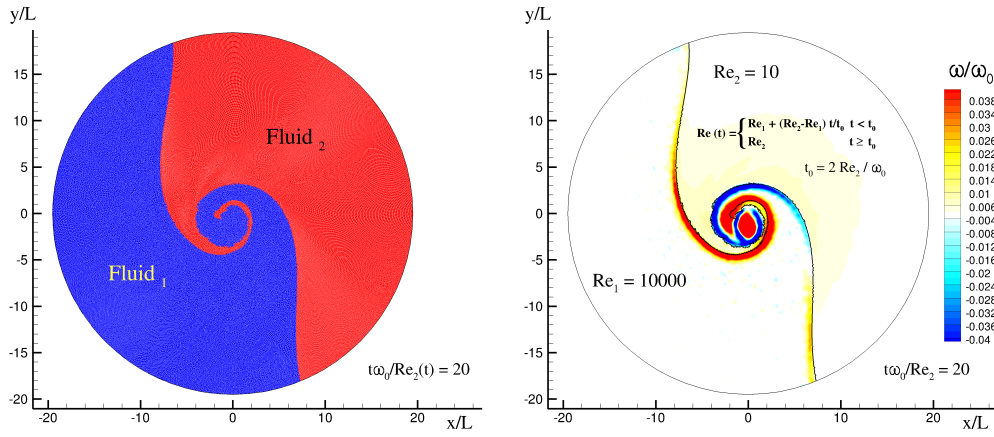 y/L
15
10
5
0
-5
-10
-15
-20
-20 -10 0 10 20
x/L
Fluid 2
Fluid 1
tω0/Re2(t) = 20
y/L
15
10
5
0
-5
-10
-15
-20
-20 -10 0 10 20
x/L
Re2 = 10
Re (t) = { Re1 + (Re2-Re1) t/t0 t < t0
Re2 t ≥ t0
t0 = 2 Re2 / ω0
Re1 = 10000
tω0/Re2 = 20
ω/ω0
0.038
0.034
0.03
0.026
0.022
0.018
0.014
0.01
0.006
-0.004
-0.008
-0.012
-0.016
-0.02
-0.024
-0.028
-0.032
-0.036
-0.04